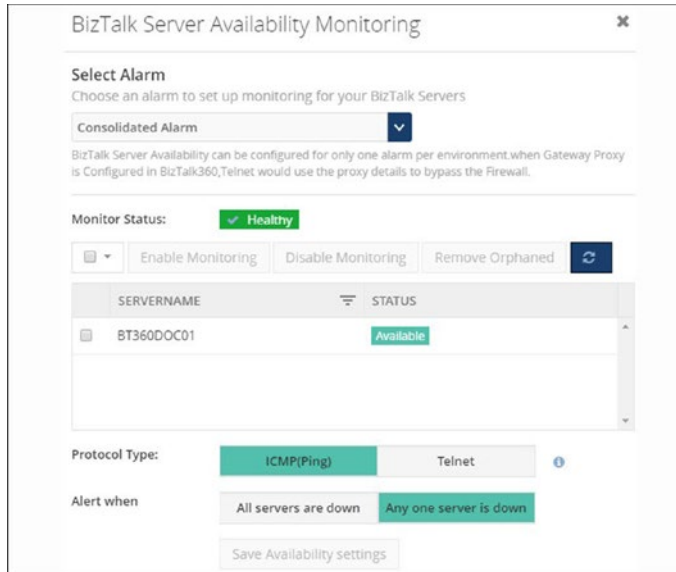 BizTalk Server Availability Monitoring
Select Alarm
Choose an alarm to set up monitoring for your BizTalk Servers
Consolidated Alarm
BizTalk Server Availability can be configured for only one alarm per environment.when Gateway Proxy
is Configured in BizTalk360,Telnet would use the proxy details to bypass the Firewall.
Monitor Status: Healthy
Enable Monitoring Disable Monitoring Remove Orphaned
SERVERNAME STATUS
BT360DOC01 Available
Protocol Type: ICMP(Ping) Telnet
Alert when All servers are down Any one server is down
Save Availability settings